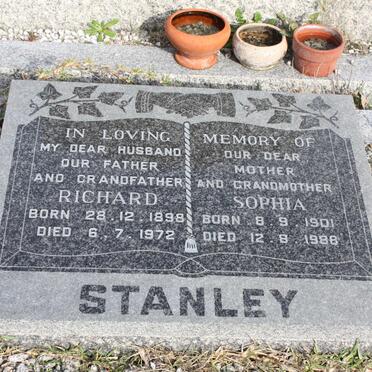 IN LOVING
MY DEAR HUSBAND
OUR FATHER
AND GRANDFATHER
RICHARD
BORN 28.12.1898
DIED 6.7.1972
MEMORY OF
OUR DEAR
MOTHER
AND GRANDMOTHER
SOPHIA
BORN 8.9.1901
DIED 12.8.1986
STANLEY